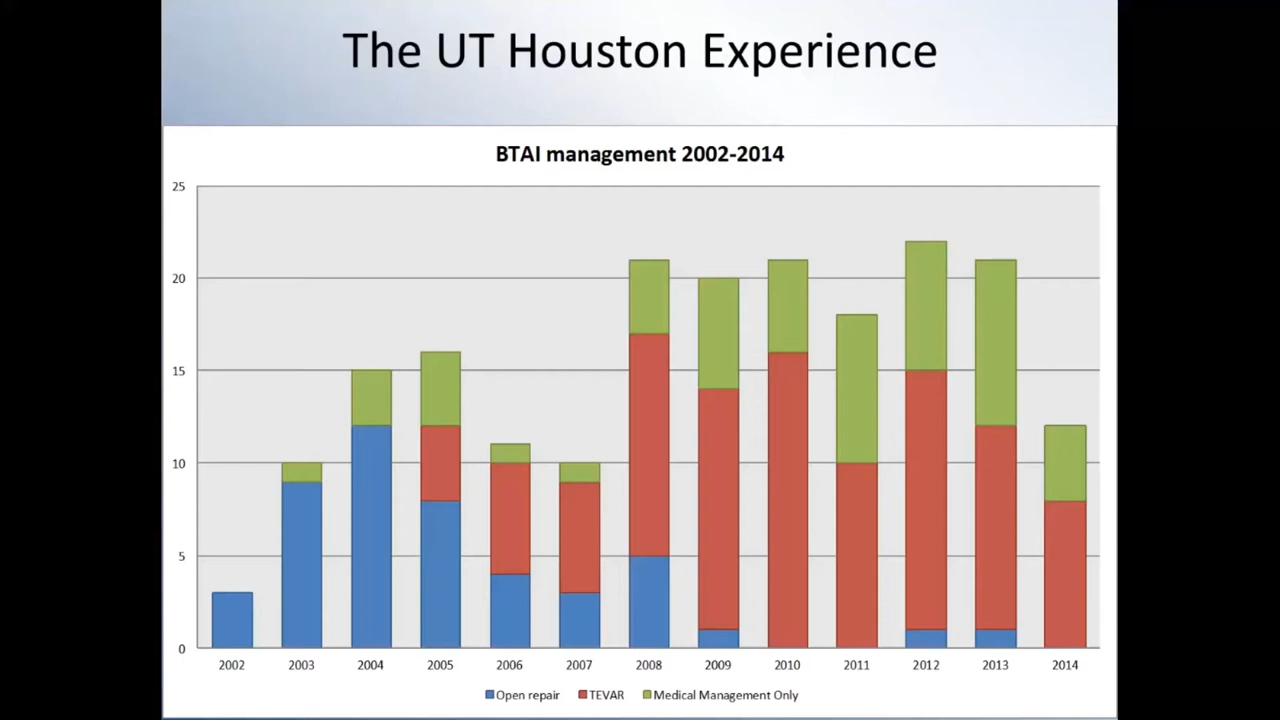 The UT Houston Experience
BTAI management 2002-2014
25
20
15
10
5
0
2002 2003 2004 2005 2006 2007 2008 2009 2010 2011 2012 2013 2014
Open repair TEVAR Medical Management Only